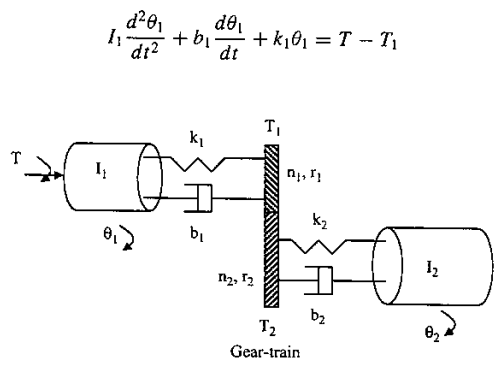 I₁ d²θ₁/dt² + b₁ dθ₁/dt + k₁θ₁ = T − T₁
k₁
T₁
T
I₁
n₁, r₁
θ₁
b₁
k₂
n₂, r₂
I₂
b₂
T₂
θ₂
Gear-train